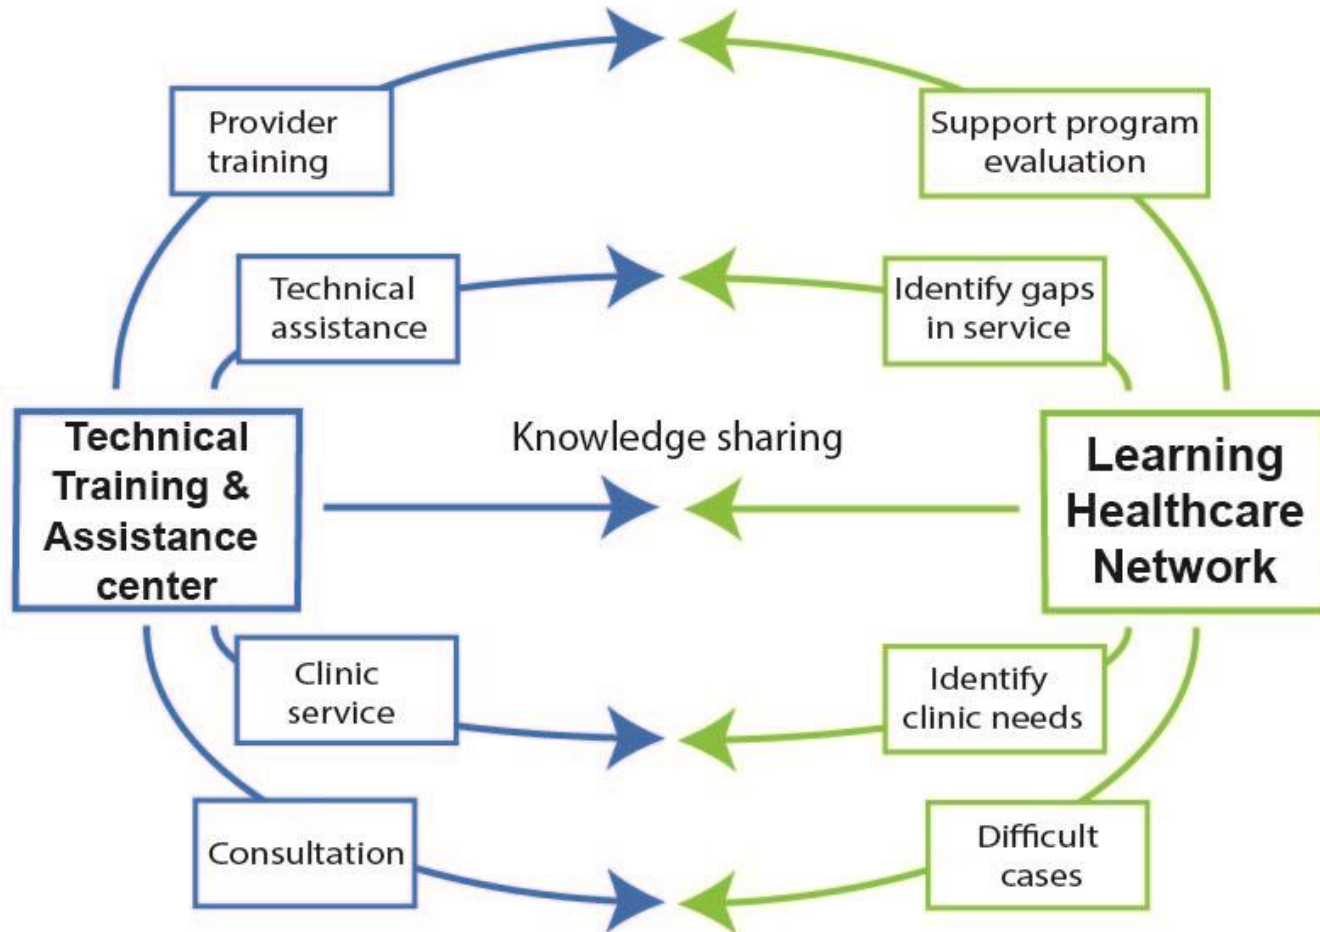 Provider
training
Support program
evaluation
Technical
assistance
Identify gaps
in service
Technical
Training &
Assistance
center
Knowledge sharing
Learning
Healthcare
Network
Clinic
service
Identify
clinic needs
Consultation
Difficult
cases